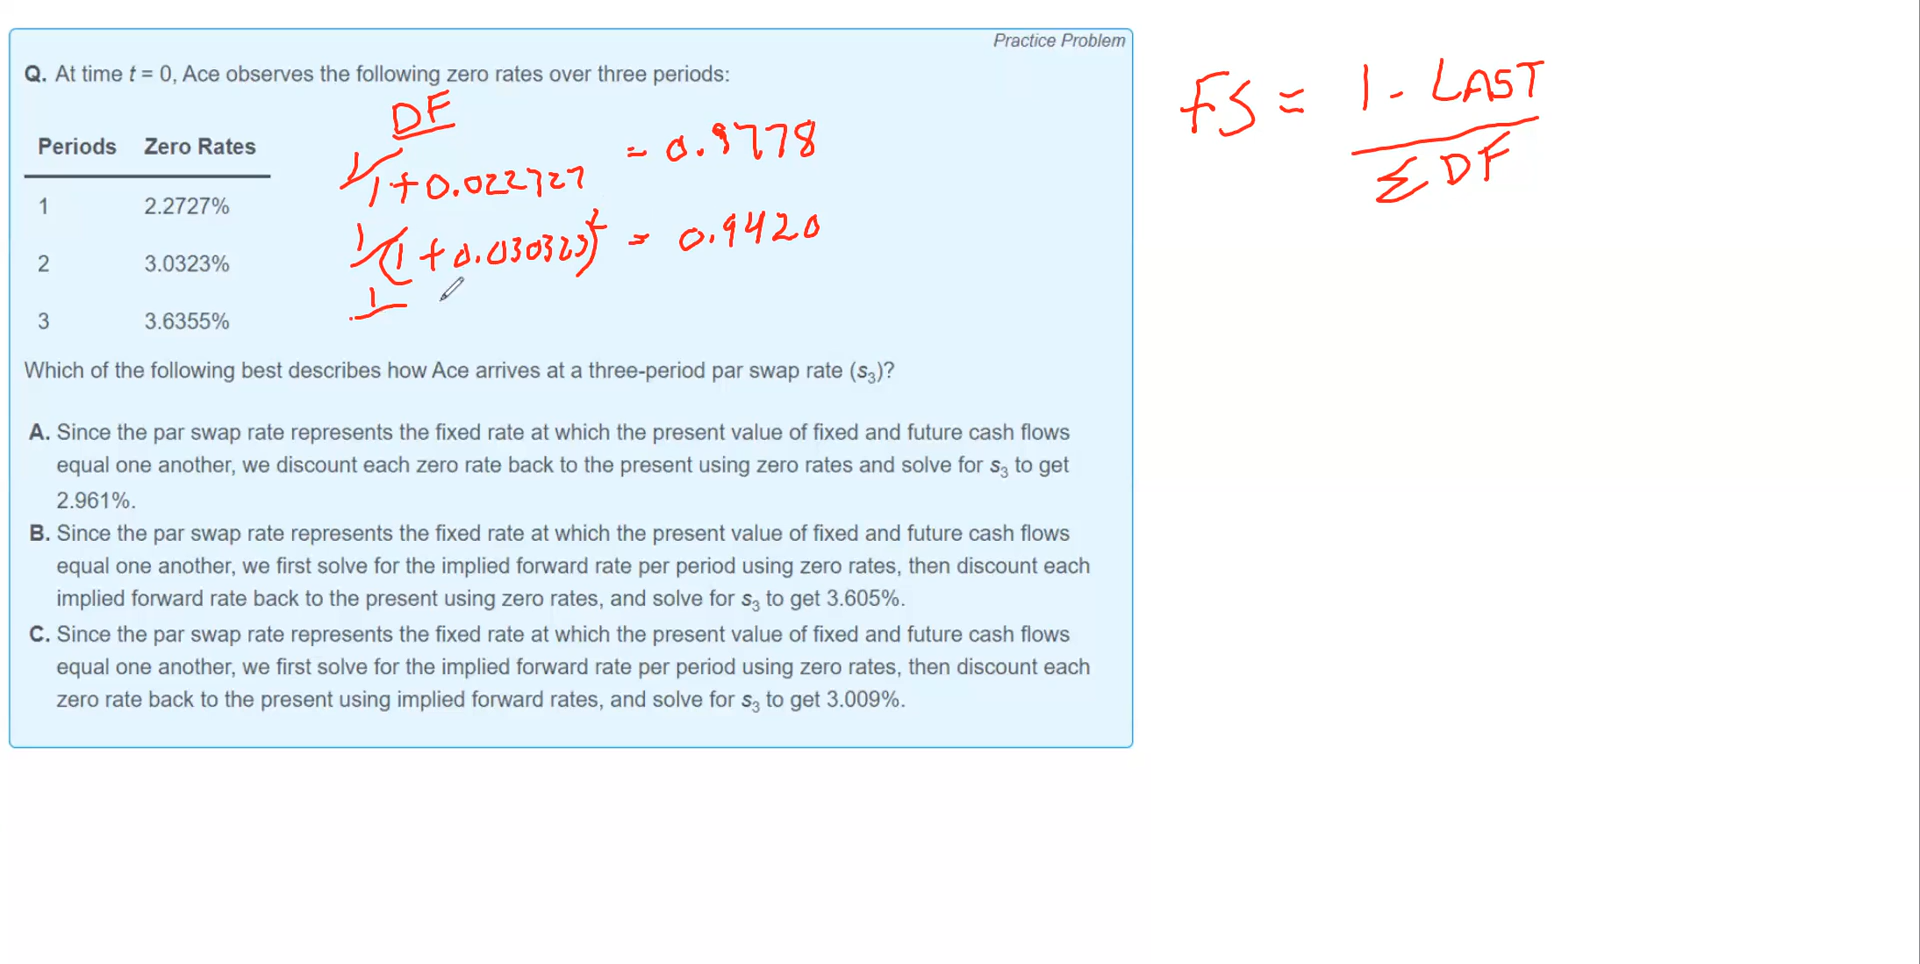 Practice Problem
Q. At time t = 0, Ace observes the following zero rates over three periods:
DF
Periods Zero Rates
1 2.2727%
2 3.0323%
3 3.6355%
1/1+0.022727 = 0.9778
1/(1+0.030323)² = 0.9420
1
Which of the following best describes how Ace arrives at a three-period par swap rate (s₃)?
A. Since the par swap rate represents the fixed rate at which the present value of fixed and future cash flows
equal one another, we discount each zero rate back to the present using zero rates and solve for s₃ to get
2.961%.
B. Since the par swap rate represents the fixed rate at which the present value of fixed and future cash flows
equal one another, we first solve for the implied forward rate per period using zero rates, then discount each
implied forward rate back to the present using zero rates, and solve for s₃ to get 3.605%.
C. Since the par swap rate represents the fixed rate at which the present value of fixed and future cash flows
equal one another, we first solve for the implied forward rate per period using zero rates, then discount each
zero rate back to the present using implied forward rates, and solve for s₃ to get 3.009%.
FS = 1 - LAST
Σ DF